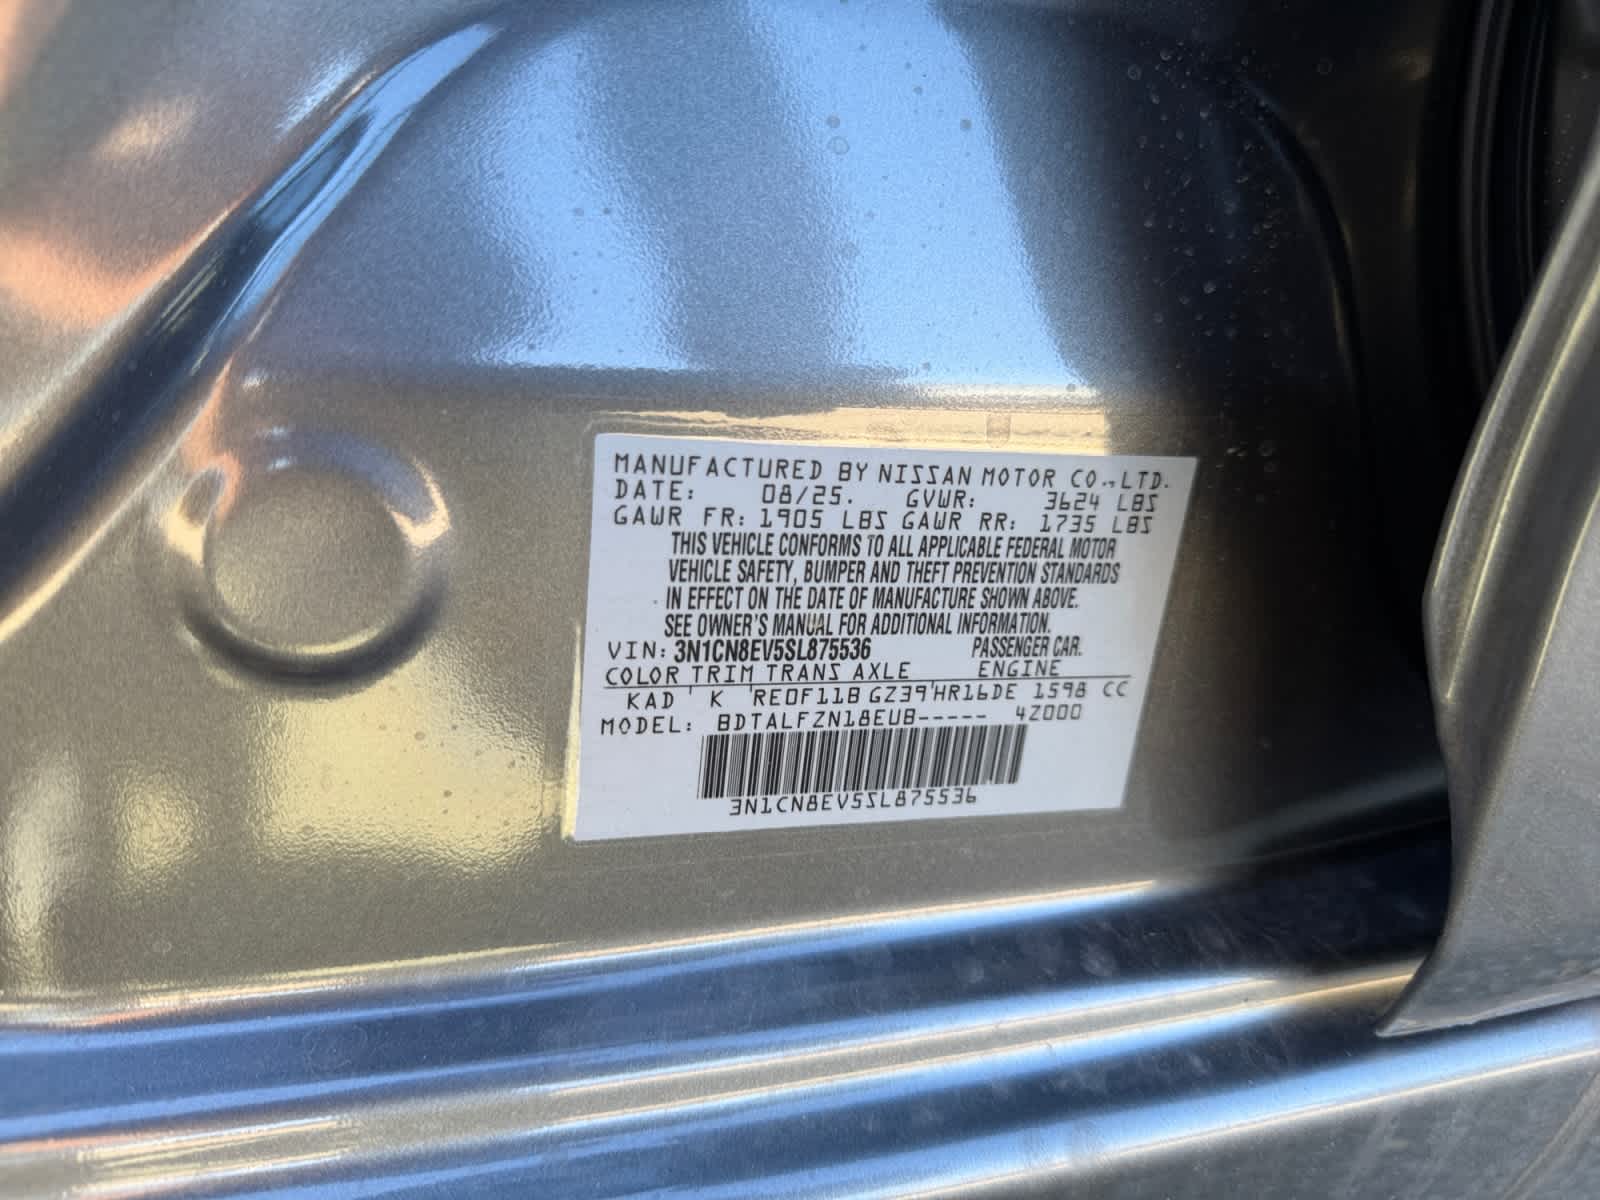 MANUFACTURED BY NISSAN MOTOR CO.,LTD.
DATE: 08/25. GVWR: 3624 LBS
GAWR FR: 1905 LBS GAWR RR: 1735 LBS
THIS VEHICLE CONFORMS TO ALL APPLICABLE FEDERAL MOTOR
VEHICLE SAFETY, BUMPER AND THEFT PREVENTION STANDARDS
IN EFFECT ON THE DATE OF MANUFACTURE SHOWN ABOVE.
SEE OWNER'S MANUAL FOR ADDITIONAL INFORMATION.
VIN: 3N1CN8EV5SL875536 PASSENGER CAR.
COLOR TRIM TRANS AXLE ENGINE
KAD K RE0F11B GZ39 HR16DE 1598 CC
MODEL: BDTALFZN18EUB----- 4Z000
3N1CN8EV5SL875536